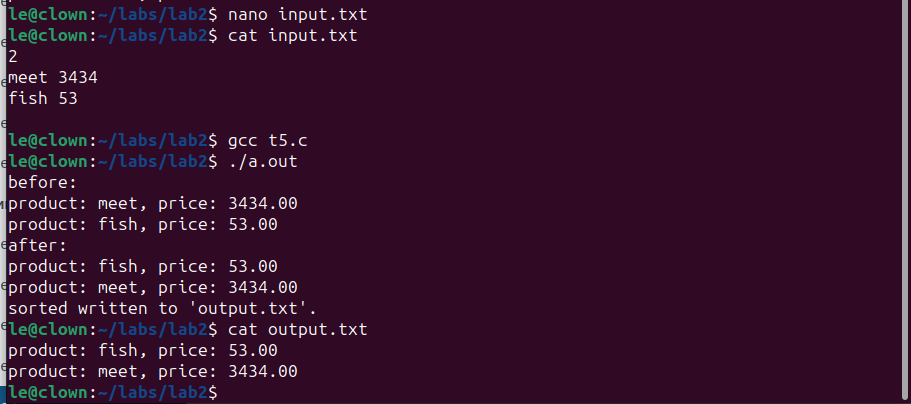 le@clown:~/labs/lab2$ nano input.txt
le@clown:~/labs/lab2$ cat input.txt
2
meet 3434
fish 53
le@clown:~/labs/lab2$ gcc t5.c
le@clown:~/labs/lab2$ ./a.out
before:
product: meet, price: 3434.00
product: fish, price: 53.00
after:
product: fish, price: 53.00
product: meet, price: 3434.00
sorted written to 'output.txt'.
le@clown:~/labs/lab2$ cat output.txt
product: fish, price: 53.00
product: meet, price: 3434.00
le@clown:~/labs/lab2$